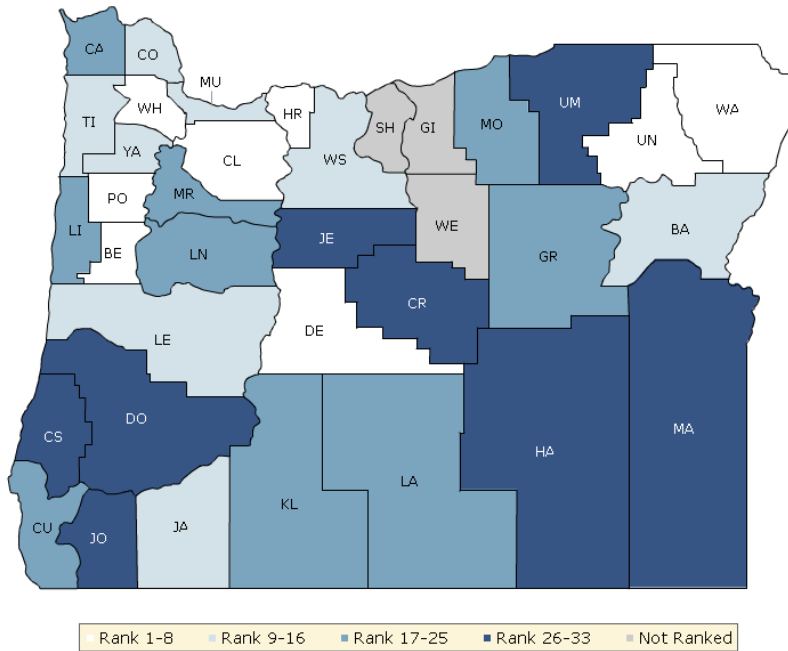 CA
CO
MU
WH
HR
TI
YA
CL
WS
SH
GI
MO
UM
UN
WA
PO
MR
LI
BE
LN
JE
WE
GR
BA
CR
LE
DE
CS
DO
HA
MA
CU
JO
JA
KL
LA
Rank 1-8 Rank 9-16 Rank 17-25 Rank 26-33 Not Ranked